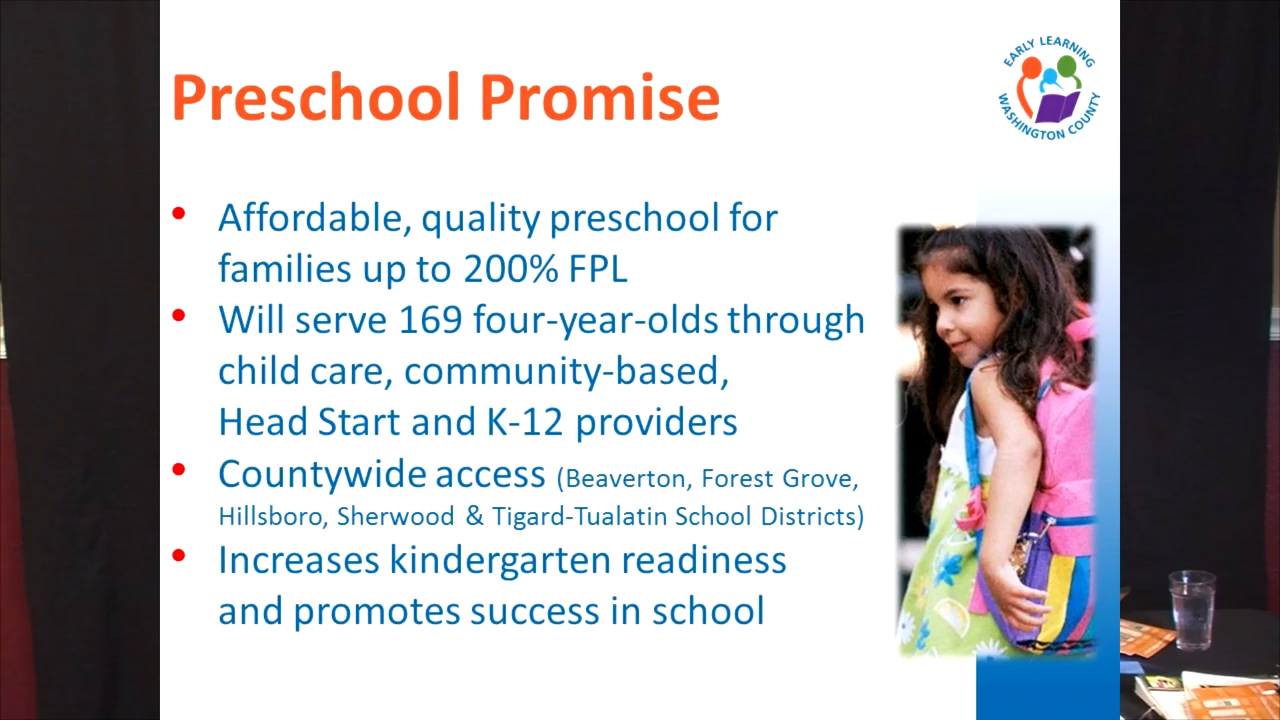 EARLY LEARNING
WASHINGTON COUNTY
Preschool Promise
• Affordable, quality preschool for
families up to 200% FPL
• Will serve 169 four-year-olds through
child care, community-based,
Head Start and K-12 providers
• Countywide access (Beaverton, Forest Grove,
Hillsboro, Sherwood & Tigard-Tualatin School Districts)
• Increases kindergarten readiness
and promotes success in school